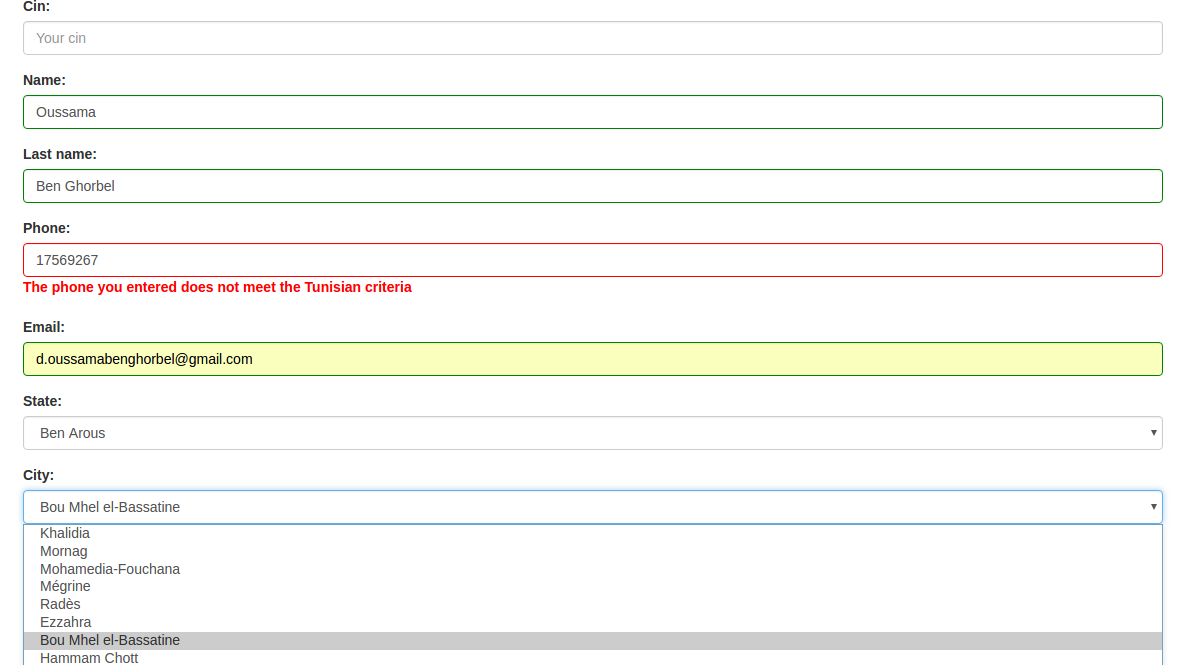 Cin:
Your cin
Name:
Oussama
Last name:
Ben Ghorbel
Phone:
17569267
The phone you entered does not meet the Tunisian criteria
Email:
d.oussamabenghorbel@gmail.com
State:
Ben Arous
City:
Bou Mhel el-Bassatine
Khalidia
Mornag
Mohamedia-Fouchana
Mégrine
Radès
Ezzahra
Bou Mhel el-Bassatine
Hammam Chott